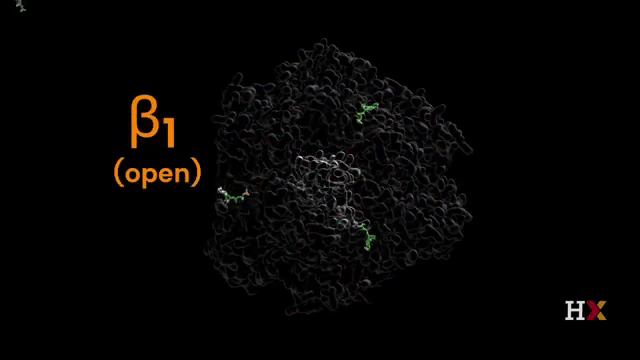 β₁
(open)
HX